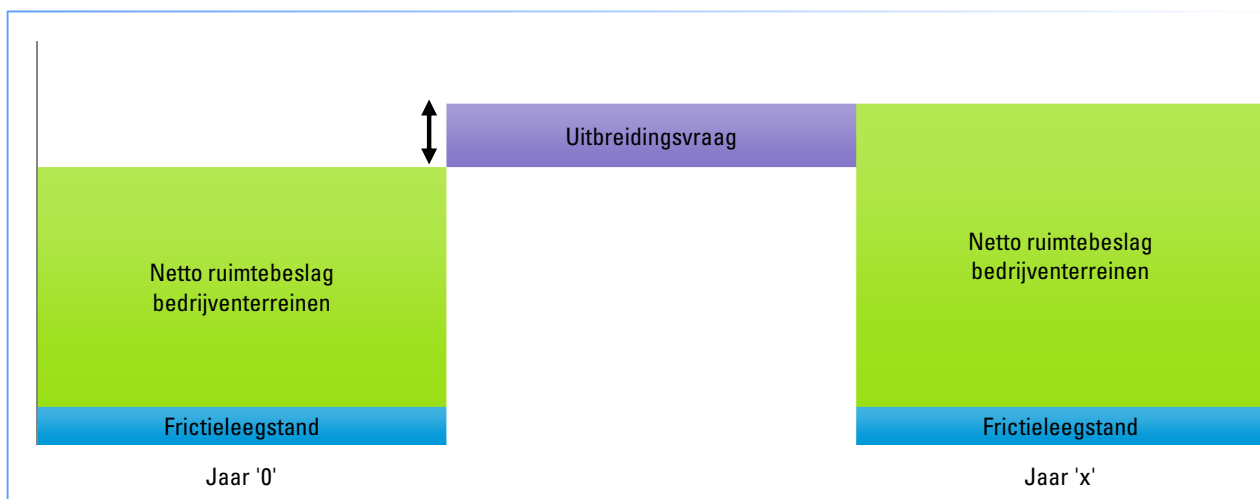 Uitbreidingsvraag
Netto ruimtebeslag
bedrijventerreinen
Netto ruimtebeslag
bedrijventerreinen
Frictieleegstand
Frictieleegstand
Jaar '0'
Jaar 'x'